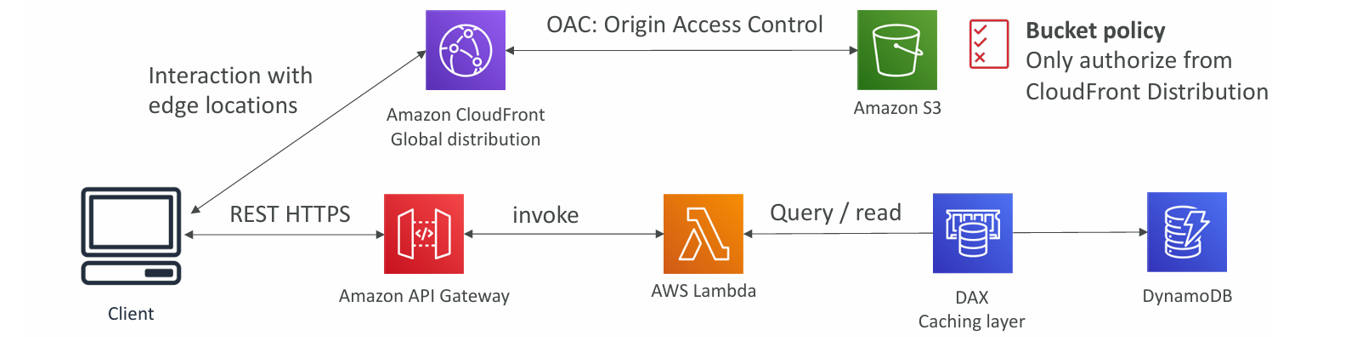 OAC: Origin Access Control
Bucket policy
Only authorize from
CloudFront Distribution
Interaction with
edge locations
Amazon CloudFront
Global distribution
Amazon S3
REST HTTPS
invoke
Query / read
</>
Client
Amazon API Gateway
AWS Lambda
DAX
Caching layer
DynamoDB